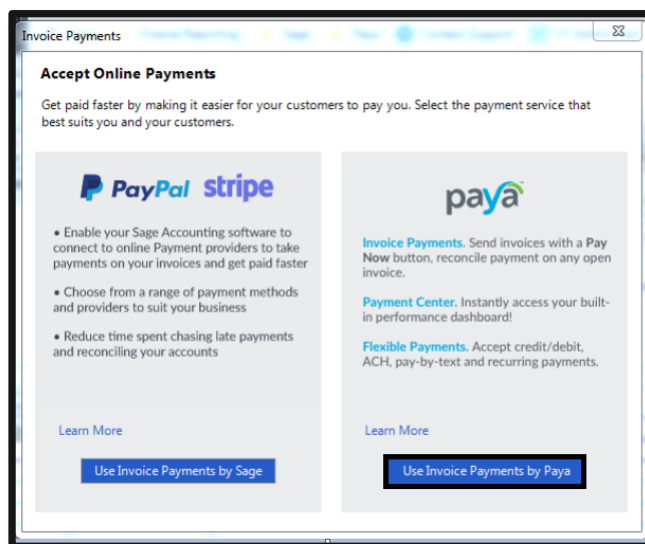 Invoice Payments
Accept Online Payments
Get paid faster by making it easier for your customers to pay you. Select the payment service that
best suits you and your customers.
PayPal stripe
• Enable your Sage Accounting software to
connect to online Payment providers to take
payments on your invoices and get paid faster
• Choose from a range of payment methods
and providers to suit your business
• Reduce time spent chasing late payments
and reconciling your accounts
Learn More
Use Invoice Payments by Sage
paya
Invoice Payments. Send invoices with a Pay
Now button, reconcile payment on any open
invoice.
Payment Center. Instantly access your built-
in performance dashboard!
Flexible Payments. Accept credit/debit,
ACH, pay-by-text and recurring payments.
Learn More
Use Invoice Payments by Paya